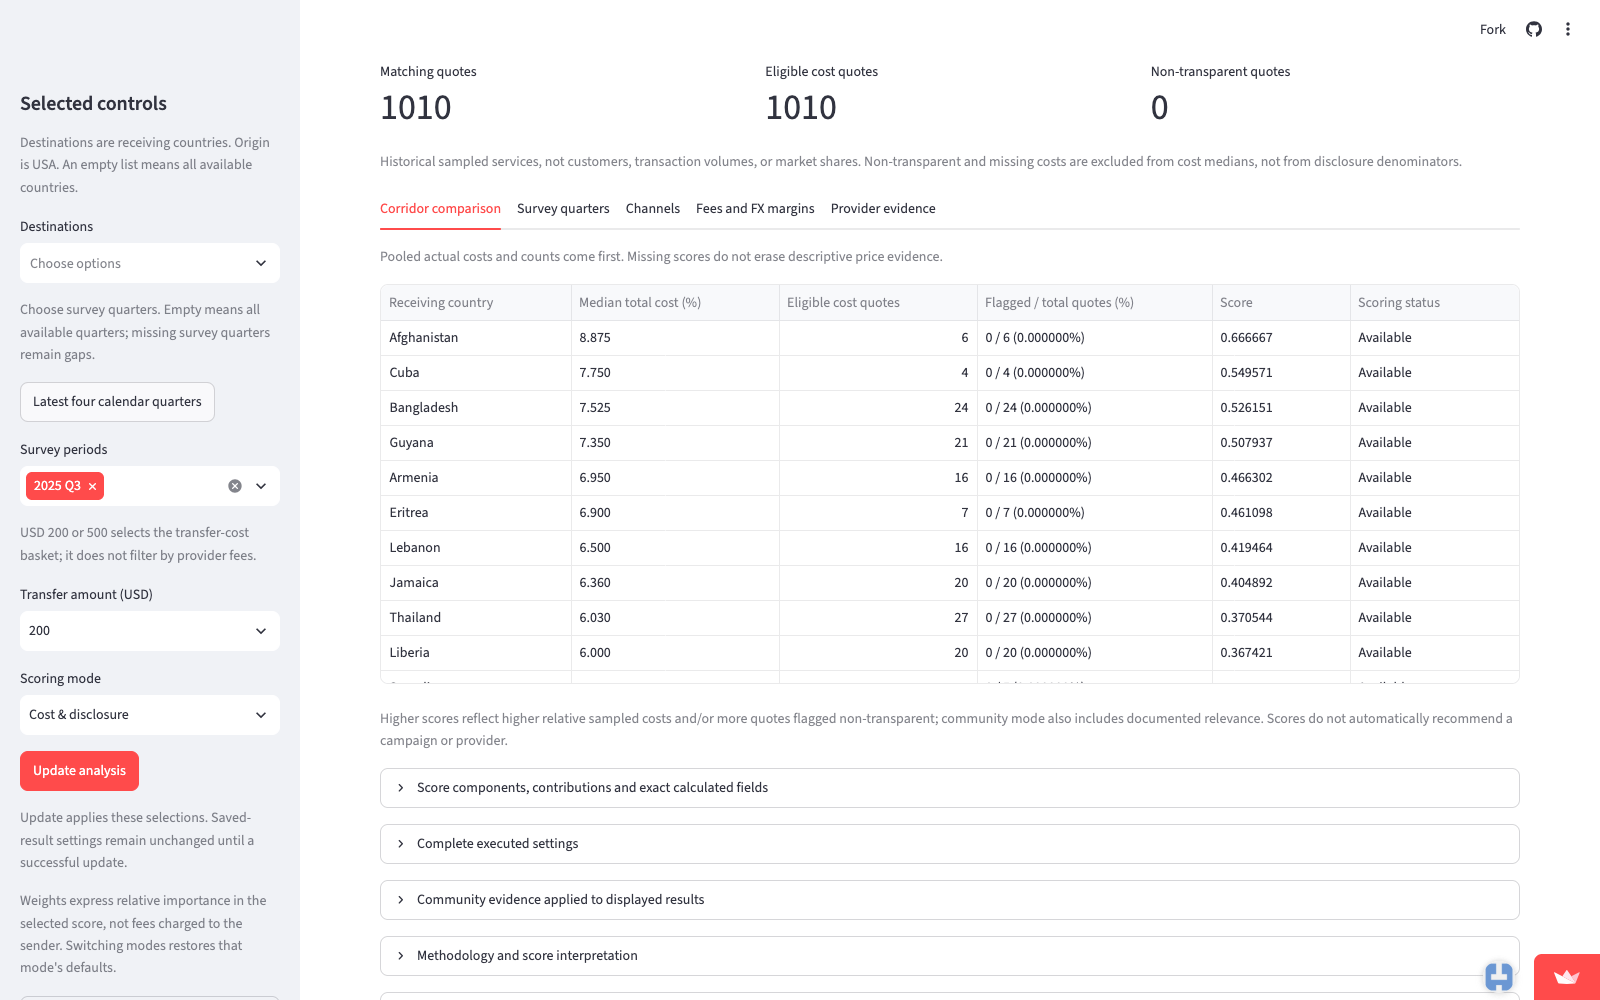 Fork
Selected controls
Destinations are receiving countries. Origin
is USA. An empty list means all available
countries.
Destinations
Choose options
Choose survey quarters. Empty means all
available quarters; missing survey quarters
remain gaps.
Latest four calendar quarters
Survey periods
2025 Q3
USD 200 or 500 selects the transfer-cost
basket; it does not filter by provider fees.
Transfer amount (USD)
200
Scoring mode
Cost & disclosure
Update analysis
Update applies these selections. Saved-
result settings remain unchanged until a
successful update.
Weights express relative importance in the
selected score, not fees charged to the
sender. Switching modes restores that
mode's defaults.
Matching quotes Eligible cost quotes Non-transparent quotes
1010 1010 0
Historical sampled services, not customers, transaction volumes, or market shares. Non-transparent and missing costs are excluded from cost medians, not from disclosure denominators.
Corridor comparison Survey quarters Channels Fees and FX margins Provider evidence
Pooled actual costs and counts come first. Missing scores do not erase descriptive price evidence.
Receiving country Median total cost (%) Eligible cost quotes Flagged / total quotes (%) Score Scoring status
Afghanistan 8.875 6 0 / 6 (0.000000%) 0.666667 Available
Cuba 7.750 4 0 / 4 (0.000000%) 0.549571 Available
Bangladesh 7.525 24 0 / 24 (0.000000%) 0.526151 Available
Guyana 7.350 21 0 / 21 (0.000000%) 0.507937 Available
Armenia 6.950 16 0 / 16 (0.000000%) 0.466302 Available
Eritrea 6.900 7 0 / 7 (0.000000%) 0.461098 Available
Lebanon 6.500 16 0 / 16 (0.000000%) 0.419464 Available
Jamaica 6.360 20 0 / 20 (0.000000%) 0.404892 Available
Thailand 6.030 27 0 / 27 (0.000000%) 0.370544 Available
Liberia 6.000 20 0 / 20 (0.000000%) 0.367421 Available
Higher scores reflect higher relative sampled costs and/or more quotes flagged non-transparent; community mode also includes documented relevance. Scores do not automatically recommend a
campaign or provider.
Score components, contributions and exact calculated fields
Complete executed settings
Community evidence applied to displayed results
Methodology and score interpretation